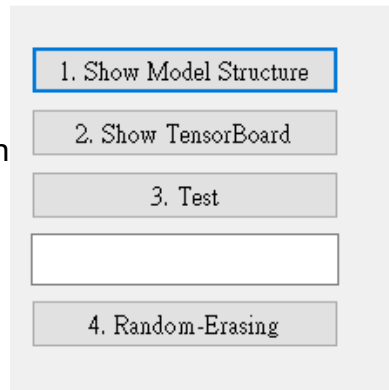 1. Show Model Structure
2. Show TensorBoard
3. Test
4. Random-Erasing